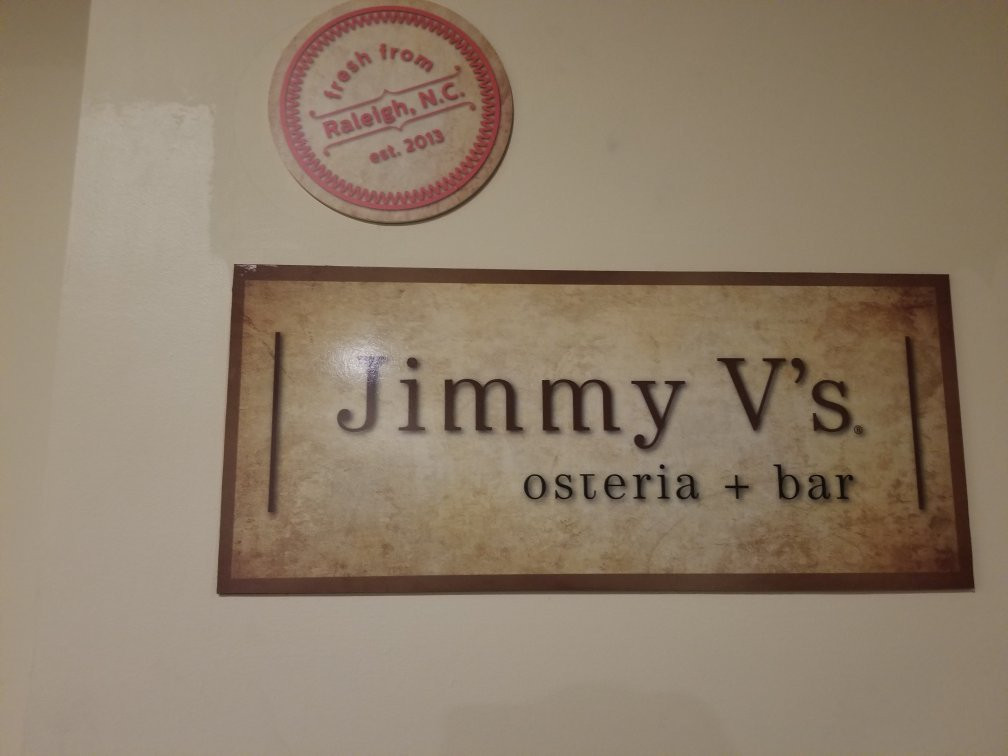 fresh from
Raleigh, N.C.
est. 2013
Jimmy V's®
osteria + bar